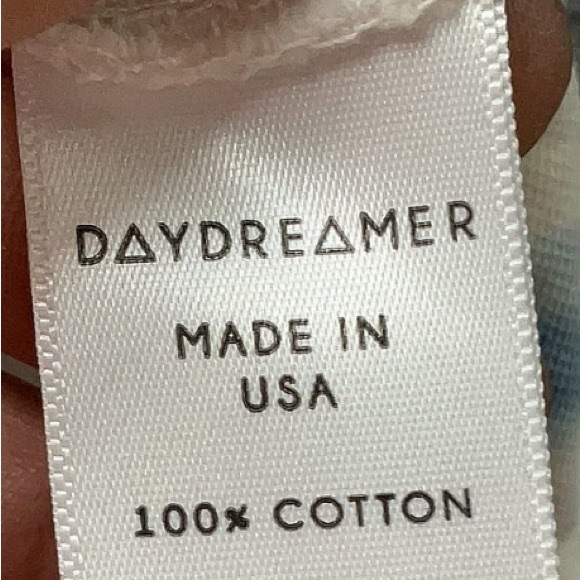 DAYDREAMER
MADE IN
USA
100% COTTON